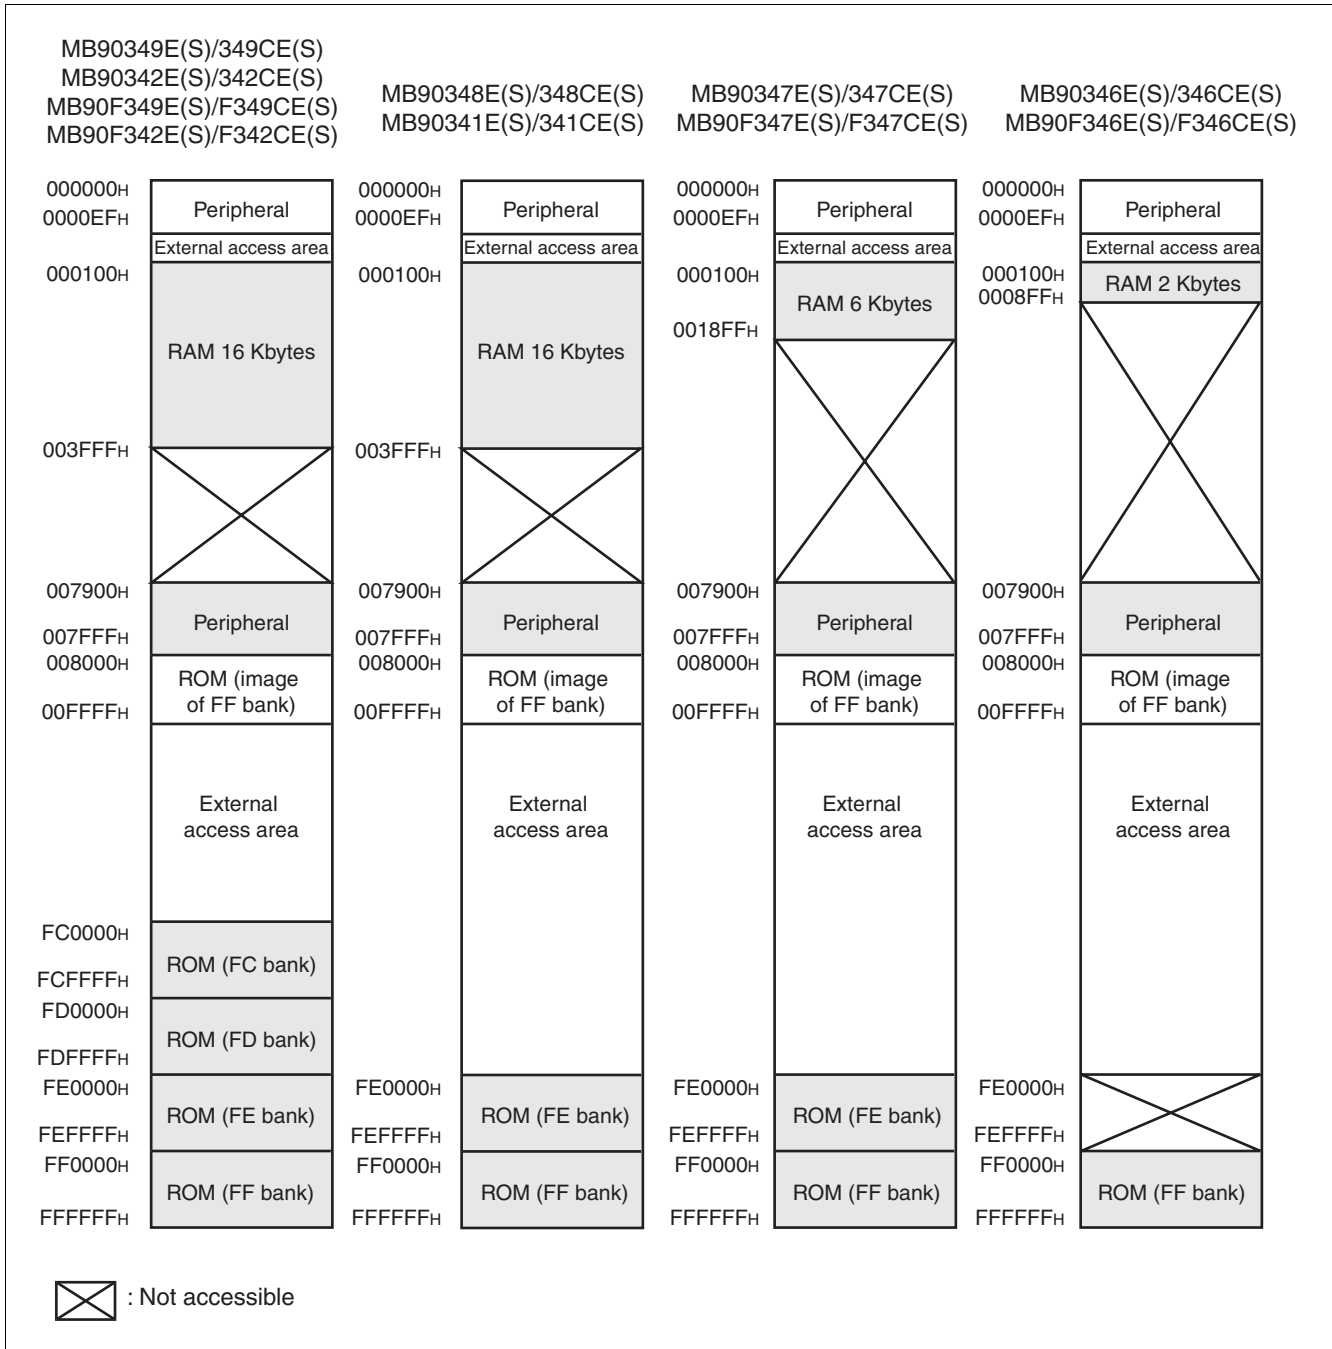 MB90349E(S)/349CE(S)
MB90342E(S)/342CE(S)
MB90F349E(S)/F349CE(S)
MB90F342E(S)/F342CE(S)
000000H
0000EFH
Peripheral
External access area
000100H
RAM 16 Kbytes
003FFFH
007900H
Peripheral
007FFFH
008000H
ROM (image
of FF bank)
00FFFFH
External
access area
FC0000H
ROM (FC bank)
FCFFFFH
FD0000H
ROM (FD bank)
FDFFFFH
FE0000H
ROM (FE bank)
FEFFFFH
FF0000H
ROM (FF bank)
FFFFFFH
MB90348E(S)/348CE(S)
MB90341E(S)/341CE(S)
000000H
0000EFH
Peripheral
External access area
000100H
RAM 16 Kbytes
003FFFH
007900H
Peripheral
007FFFH
008000H
ROM (image
of FF bank)
00FFFFH
External
access area
FE0000H
ROM (FE bank)
FEFFFFH
FF0000H
ROM (FF bank)
FFFFFFH
MB90347E(S)/347CE(S)
MB90F347E(S)/F347CE(S)
000000H
0000EFH
Peripheral
External access area
000100H
RAM 6 Kbytes
0018FFH
007900H
Peripheral
007FFFH
008000H
ROM (image
of FF bank)
00FFFFH
External
access area
FE0000H
ROM (FE bank)
FEFFFFH
FF0000H
ROM (FF bank)
FFFFFFH
MB90346E(S)/346CE(S)
MB90F346E(S)/F346CE(S)
000000H
0000EFH
Peripheral
External access area
000100H
RAM 2 Kbytes
0008FFH
007900H
Peripheral
007FFFH
008000H
ROM (image
of FF bank)
00FFFFH
External
access area
FE0000H
FEFFFFH
FF0000H
ROM (FF bank)
FFFFFFH
: Not accessible